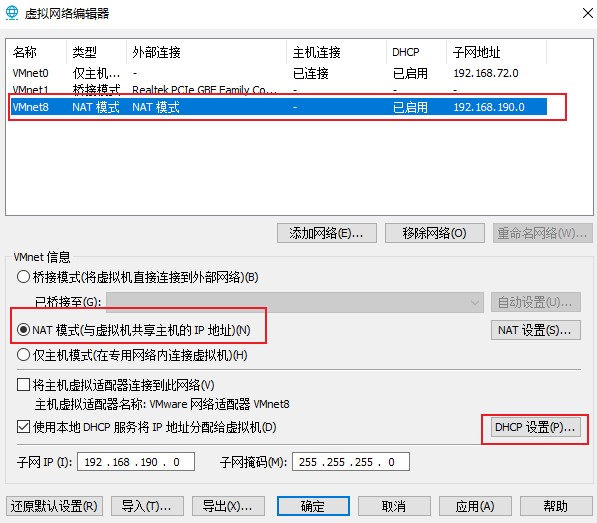 虚拟网络编辑器
名称 类型 外部连接 主机连接 DHCP 子网地址
VMnet0 仅主机... - 已连接 已启用 192.168.72.0
VMnet1 桥接模式 Realtek PCIe GBE Family Co... - - -
VMnet8 NAT 模式 NAT 模式 - 已启用 192.168.190.0
添加网络(E)... 移除网络(O) 重命名网络(W)...
VMnet 信息
桥接模式(将虚拟机直接连接到外部网络)(B)
已桥接至(G): 自动设置(U)...
NAT 模式(与虚拟机共享主机的 IP 地址)(N) NAT 设置(S)...
仅主机模式(在专用网络内连接虚拟机)(H)
将主机虚拟适配器连接到此网络(V)
主机虚拟适配器名称: VMware 网络适配器 VMnet8
使用本地 DHCP 服务将 IP 地址分配给虚拟机(D) DHCP 设置(P)...
子网 IP (I): 192 . 168 . 190 . 0 子网掩码(M): 255 . 255 . 255 . 0
还原默认设置(R) 导入(T)... 导出(X)... 确定 取消 应用(A) 帮助